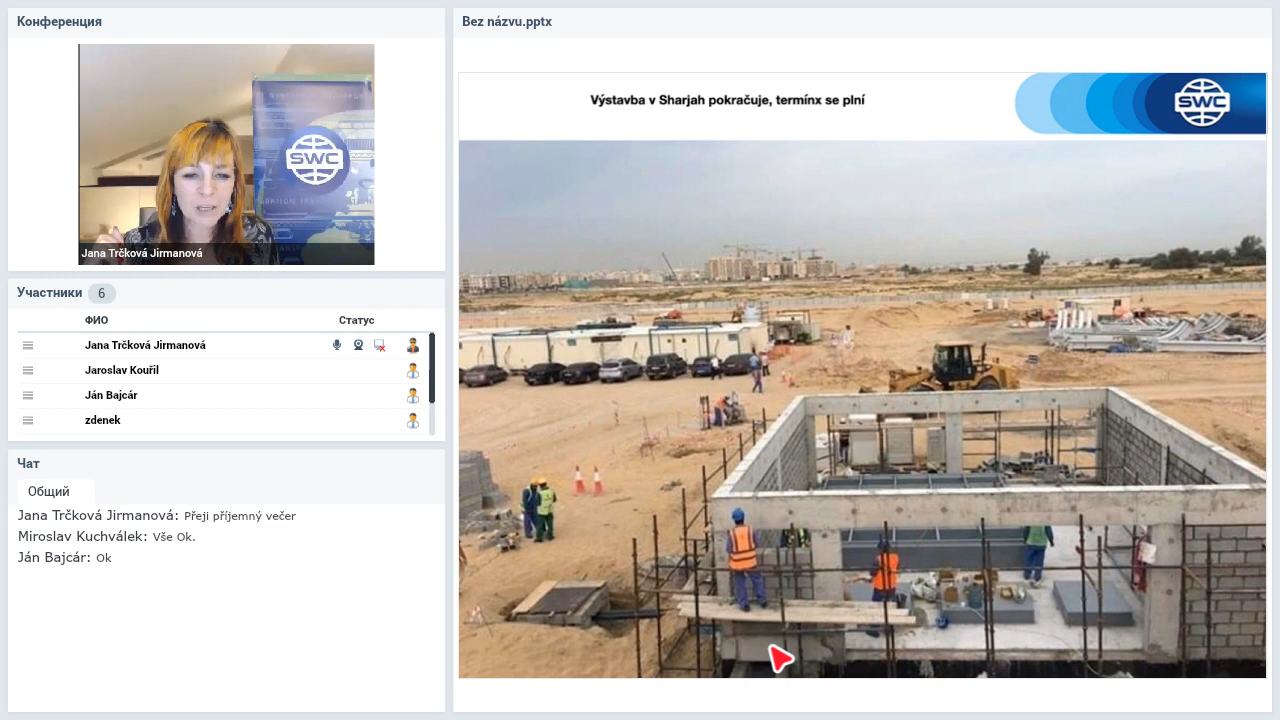 Конференция
Jana Trčková Jirmanová
SWC
Участники 6
ФИО Статус
Jana Trčková Jirmanová
Jaroslav Kouřil
Ján Bajcár
zdenek
Чат
Общий
Jana Trčková Jirmanová: Přeji příjemný večer
Miroslav Kuchválek: Vše Ok.
Ján Bajcár: Ok
Bez názvu.pptx
Výstavba v Sharjah pokračuje, termínx se plní
SWC